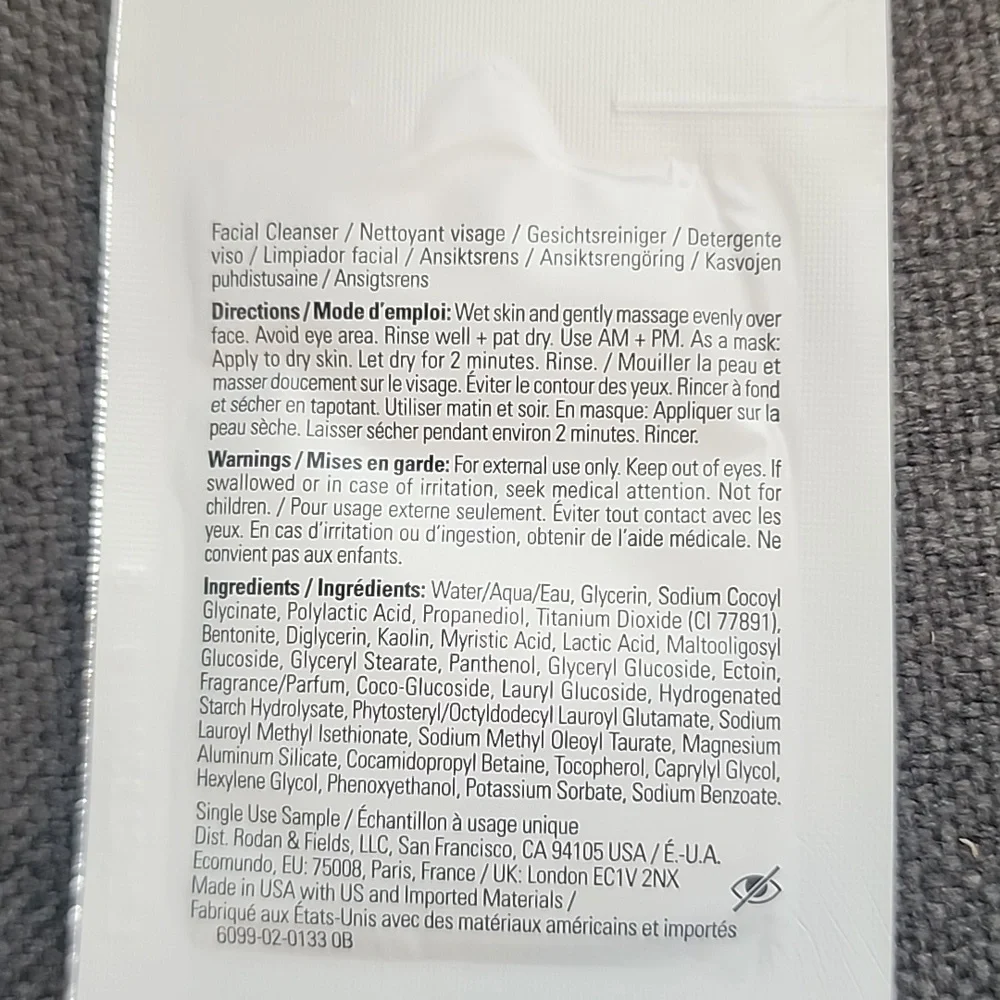 Facial Cleanser / Nettoyant visage / Gesichtsreiniger / Detergente
viso / Limpiador facial / Ansiktsrens / Ansiktsrengöring / Kasvojen
puhdistusaine / Ansigtsrens
Directions / Mode d'emploi: Wet skin and gently massage evenly over
face. Avoid eye area. Rinse well + pat dry. Use AM + PM. As a mask:
Apply to dry skin. Let dry for 2 minutes. Rinse. / Mouiller la peau et
masser doucement sur le visage. Éviter le contour des yeux. Rincer à fond
et sécher en tapotant. Utiliser matin et soir. En masque: Appliquer sur la
peau sèche. Laisser sécher pendant environ 2 minutes. Rincer.
Warnings / Mises en garde: For external use only. Keep out of eyes. If
swallowed or in case of irritation, seek medical attention. Not for
children. / Pour usage externe seulement. Éviter tout contact avec les
yeux. En cas d'irritation ou d'ingestion, obtenir de l'aide médicale. Ne
convient pas aux enfants.
Ingredients / Ingrédients: Water/Aqua/Eau, Glycerin, Sodium Cocoyl
Glycinate, Polylactic Acid, Propanediol, Titanium Dioxide (CI 77891),
Bentonite, Diglycerin, Kaolin, Myristic Acid, Lactic Acid, Maltooligosyl
Glucoside, Glyceryl Stearate, Panthenol, Glyceryl Glucoside, Ectoin,
Fragrance/Parfum, Coco-Glucoside, Lauryl Glucoside, Hydrogenated
Starch Hydrolysate, Phytosteryl/Octyldodecyl Lauroyl Glutamate, Sodium
Lauroyl Methyl Isethionate, Sodium Methyl Oleoyl Taurate, Magnesium
Aluminum Silicate, Cocamidopropyl Betaine, Tocopherol, Caprylyl Glycol,
Hexylene Glycol, Phenoxyethanol, Potassium Sorbate, Sodium Benzoate.
Single Use Sample / Échantillon à usage unique
Dist. Rodan & Fields, LLC, San Francisco, CA 94105 USA / É.-U.A.
Ecomundo, EU: 75008, Paris, France / UK: London EC1V 2NX
Made in USA with US and Imported Materials /
Fabriqué aux États-Unis avec des matériaux américains et importés
6099-02-0133 0B